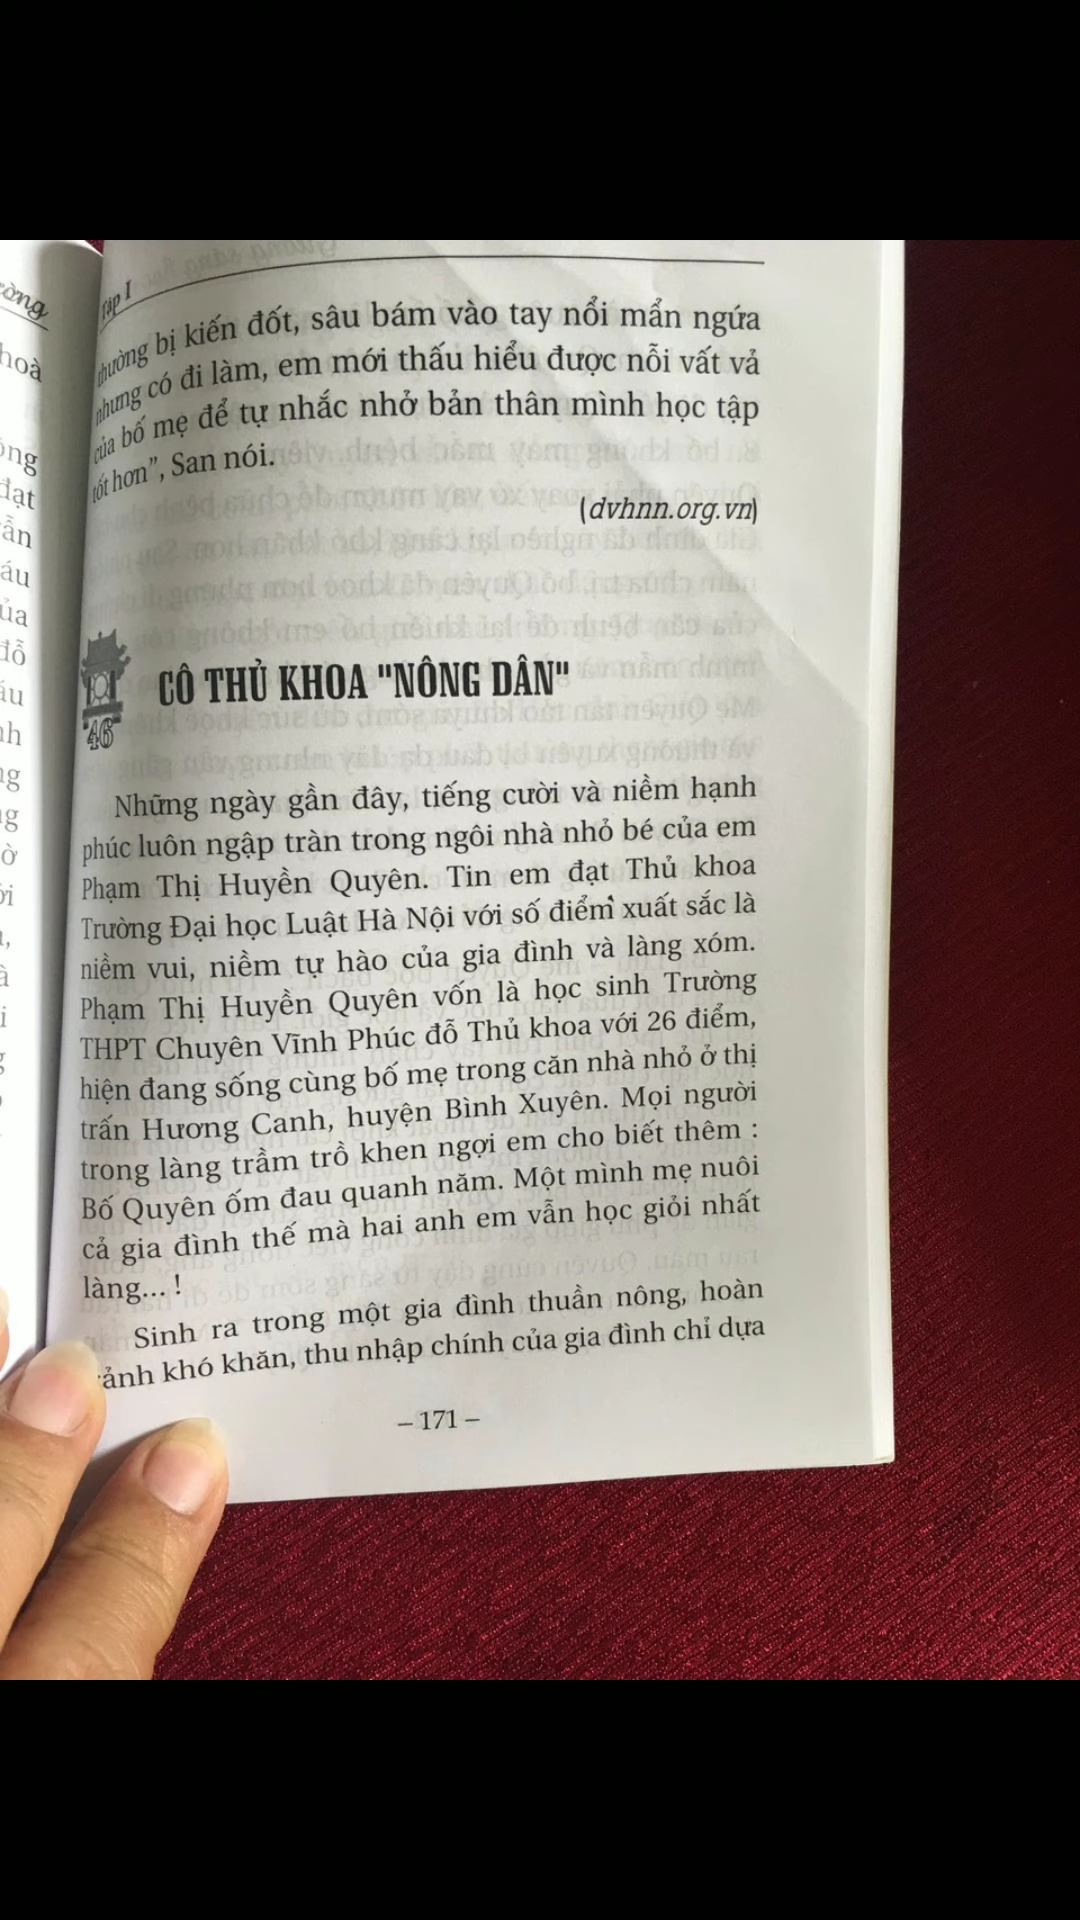 Tập I
thường bị kiến đốt, sâu bám vào tay nổi mẩn ngứa
nhưng có đi làm, em mới thấu hiểu được nỗi vất vả
của bố mẹ để tự nhắc nhở bản thân mình học tập
tốt hơn”, San nói.
(dvhnn.org.vn)
46
CÔ THỦ KHOA "NÔNG DÂN"
Những ngày gần đây, tiếng cười và niềm hạnh
phúc luôn ngập tràn trong ngôi nhà nhỏ bé của em
Phạm Thị Huyền Quyên. Tin em đạt Thủ khoa
Trường Đại học Luật Hà Nội với số điểm xuất sắc là
niềm vui, niềm tự hào của gia đình và làng xóm.
Phạm Thị Huyền Quyên vốn là học sinh Trường
THPT Chuyên Vĩnh Phúc đỗ Thủ khoa với 26 điểm,
hiện đang sống cùng bố mẹ trong căn nhà nhỏ ở thị
trấn Hương Canh, huyện Bình Xuyên. Mọi người
trong làng trầm trồ khen ngợi em cho biết thêm :
Bố Quyên ốm đau quanh năm. Một mình mẹ nuôi
cả gia đình thế mà hai anh em vẫn học giỏi nhất
làng... !
Sinh ra trong một gia đình thuần nông, hoàn
cảnh khó khăn, thu nhập chính của gia đình chỉ dựa
– 171 –